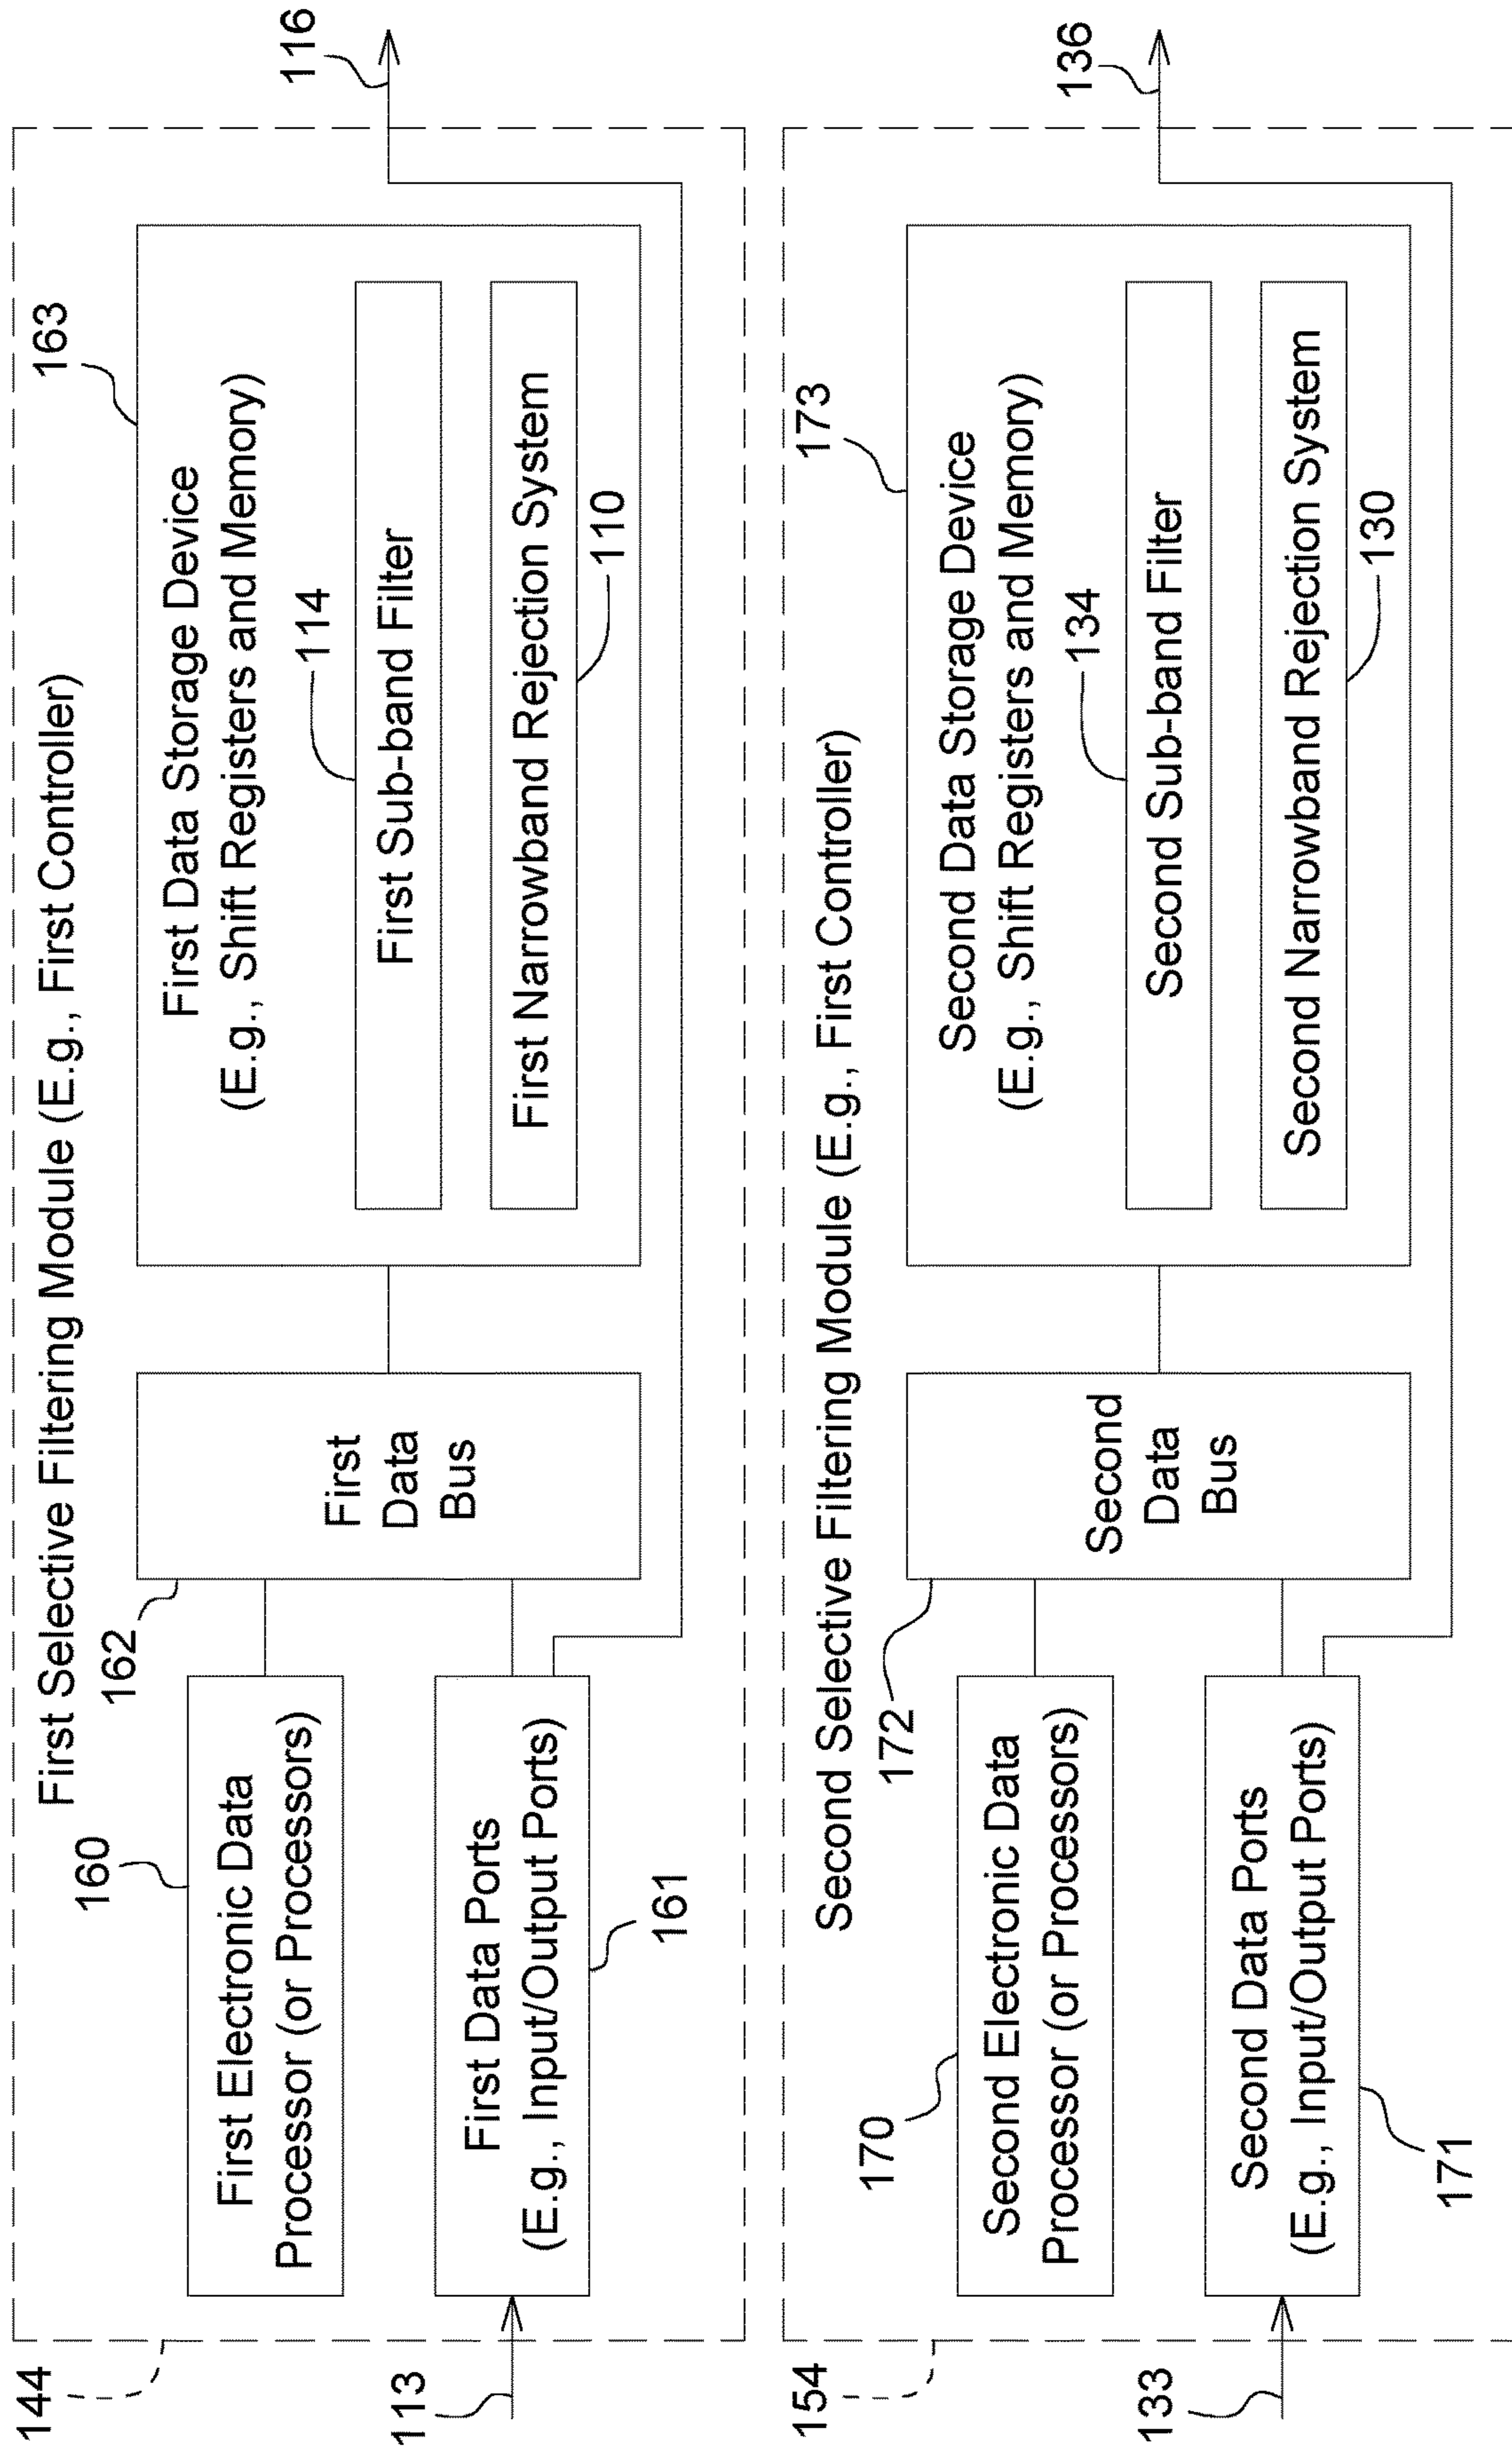 First Selective Filtering Module (E.g., First Controller)
144
160
First Electronic Data
Processor (or Processors)
113
First Data Ports
(E.g., Input/Output Ports)
161
162
First
Data
Bus
163
First Data Storage Device
(E.g., Shift Registers and Memory)
114
First Sub-band Filter
First Narrowband Rejection System
110
116
Second Selective Filtering Module (E.g., First Controller)
154
170
Second Electronic Data
Processor (or Processors)
133
Second Data Ports
(E.g., Input/Output Ports)
171
172
Second
Data
Bus
173
Second Data Storage Device
(E.g., Shift Registers and Memory)
134
Second Sub-band Filter
Second Narrowband Rejection System
130
136